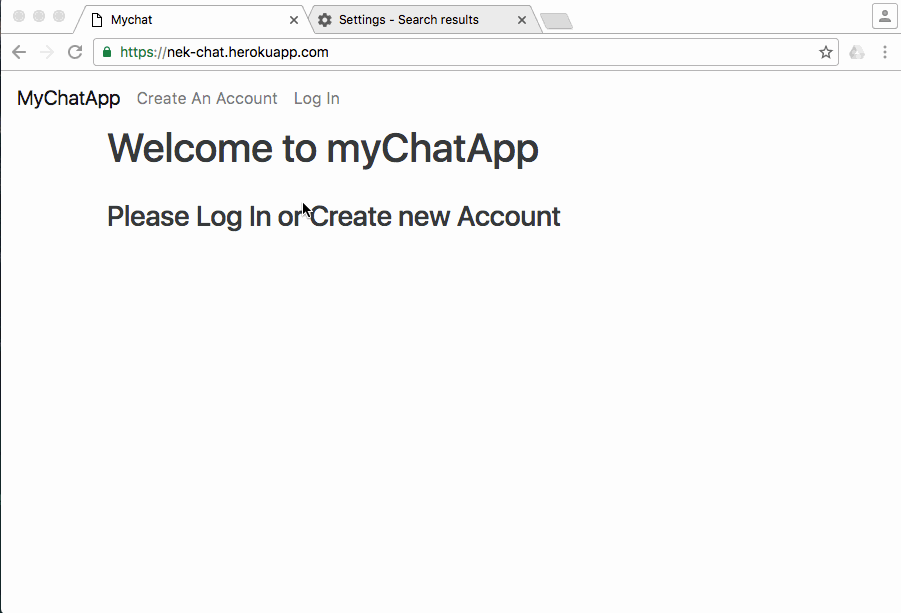 Mychat
Settings - Search results
https://nek-chat.herokuapp.com
MyChatApp Create An Account Log In
Welcome to myChatApp
Please Log In or Create new Account